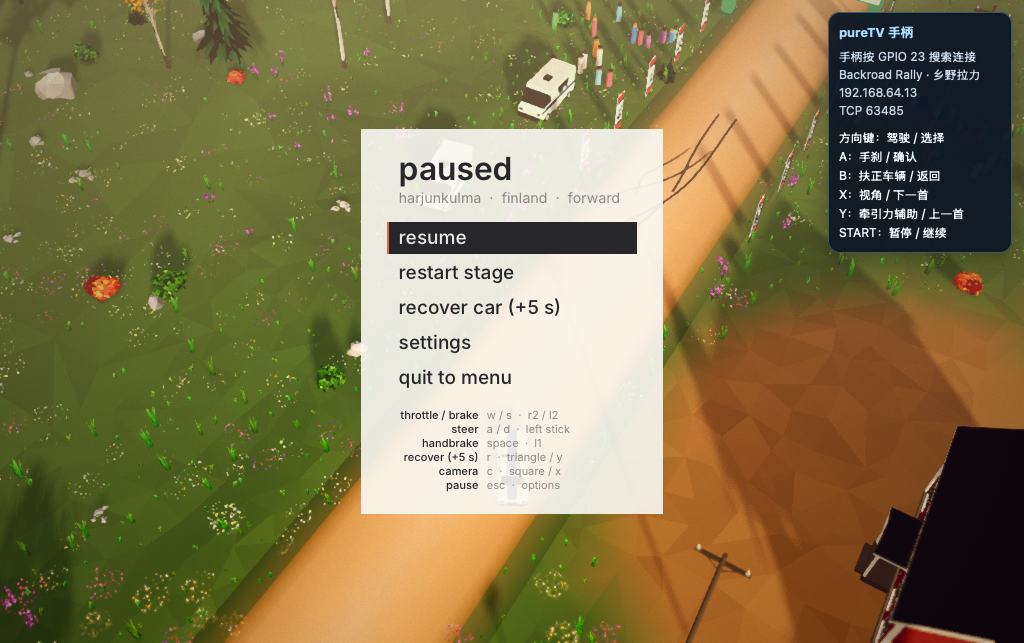 paused
harjunkulma · finland · forward
resume
restart stage
recover car (+5 s)
settings
quit to menu
throttle / brake w / s · r2 / l2
steer a / d · left stick
handbrake space · l1
recover (+5 s) r · triangle / y
camera c · square / x
pause esc · options
pureTV 手柄
手柄按 GPIO 23 搜索连接
Backroad Rally · 乡野拉力
192.168.64.13
TCP 63485
方向键：驾驶 / 选择
A：手刹 / 确认
B：扶正车辆 / 返回
X：视角 / 下一首
Y：牵引力辅助 / 上一首
START：暂停 / 继续